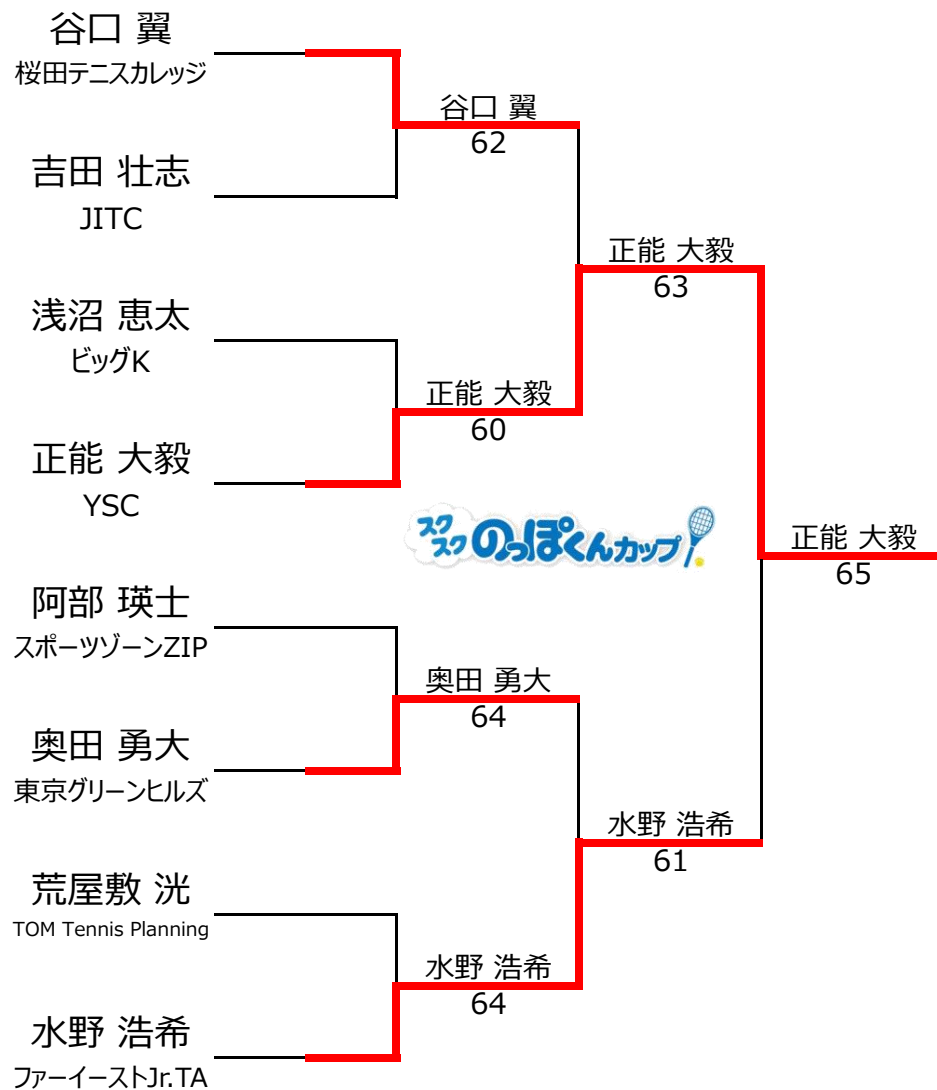 谷口 翼
桜田テニスカレッジ
谷口 翼
62
吉田 壮志
JITC
正能 大毅
63
浅沼 恵太
ビッグK
正能 大毅
60
正能 大毅
YSC
スク
スク のっぽくんカップ
正能 大毅
65
阿部 瑛士
スポーツゾーンZIP
奥田 勇大
64
奥田 勇大
東京グリーンヒルズ
水野 浩希
61
荒屋敷 洸
TOM Tennis Planning
水野 浩希
64
水野 浩希
ファーイーストJr.TA